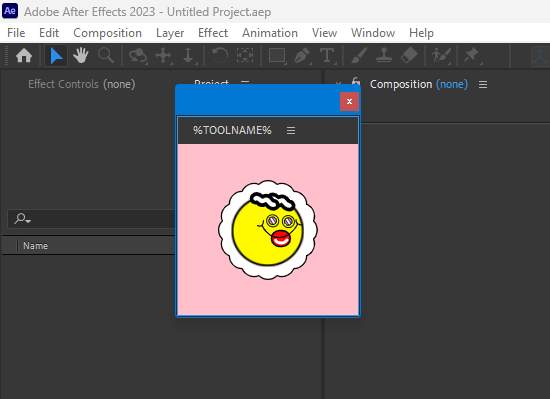 Ae Adobe After Effects 2023 - Untitled Project.aep
File Edit Composition Layer Effect Animation View Window Help
Effect Controls (none) Project Composition (none)
x
%TOOLNAME%
Name